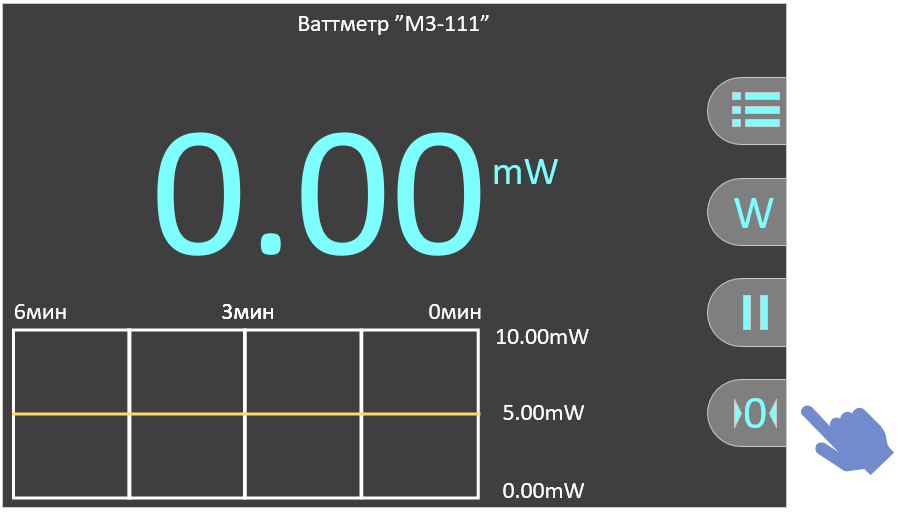 Ваттметр ”М3-111”
0.00 mW
W
6мин 3мин 0мин
10.00mW
5.00mW
0
0.00mW